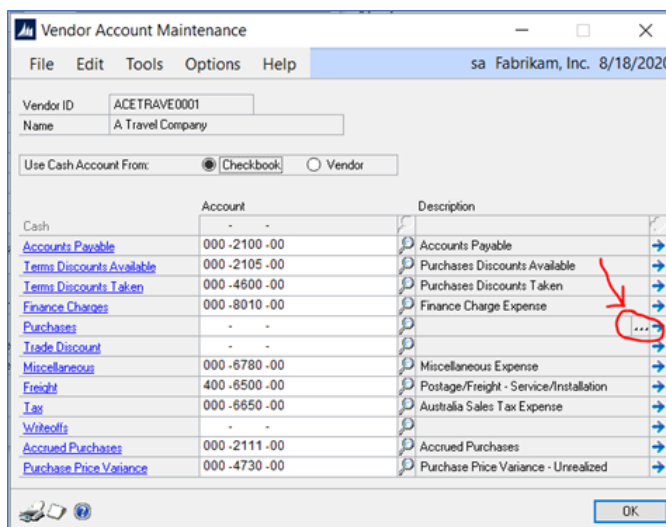 Vendor Account Maintenance
File Edit Tools Options Help sa Fabrikam, Inc. 8/18/2020
Vendor ID ACETRAVE0001
Name A Travel Company
Use Cash Account From: Checkbook Vendor
Account Description
Cash - -
Accounts Payable 000 -2100 -00 Accounts Payable
Terms Discounts Available 000 -2105 -00 Purchases Discounts Available
Terms Discounts Taken 000 -4600 -00 Purchases Discounts Taken
Finance Charges 000 -8010 -00 Finance Charge Expense
Purchases - - ...
Trade Discount - -
Miscellaneous 000 -6780 -00 Miscellaneous Expense
Freight 400 -6500 -00 Postage/Freight - Service/Installation
Tax 000 -6650 -00 Australia Sales Tax Expense
Writeoffs - -
Accrued Purchases 000 -2111 -00 Accrued Purchases
Purchase Price Variance 000 -4730 -00 Purchase Price Variance - Unrealized
OK